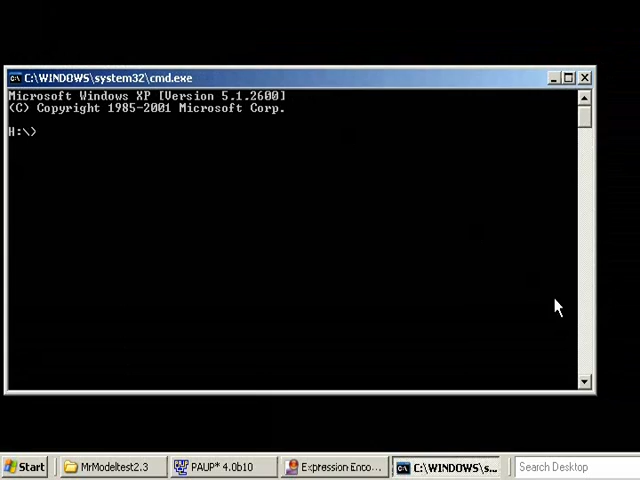 C:\WINDOWS\system32\cmd.exe
Microsoft Windows XP [Version 5.1.2600]
(C) Copyright 1985-2001 Microsoft Corp.
H:\>
Start MrModeltest2.3 PAUP* 4.0b10 Expression Enco... C:\WINDOWS\s... Search Desktop